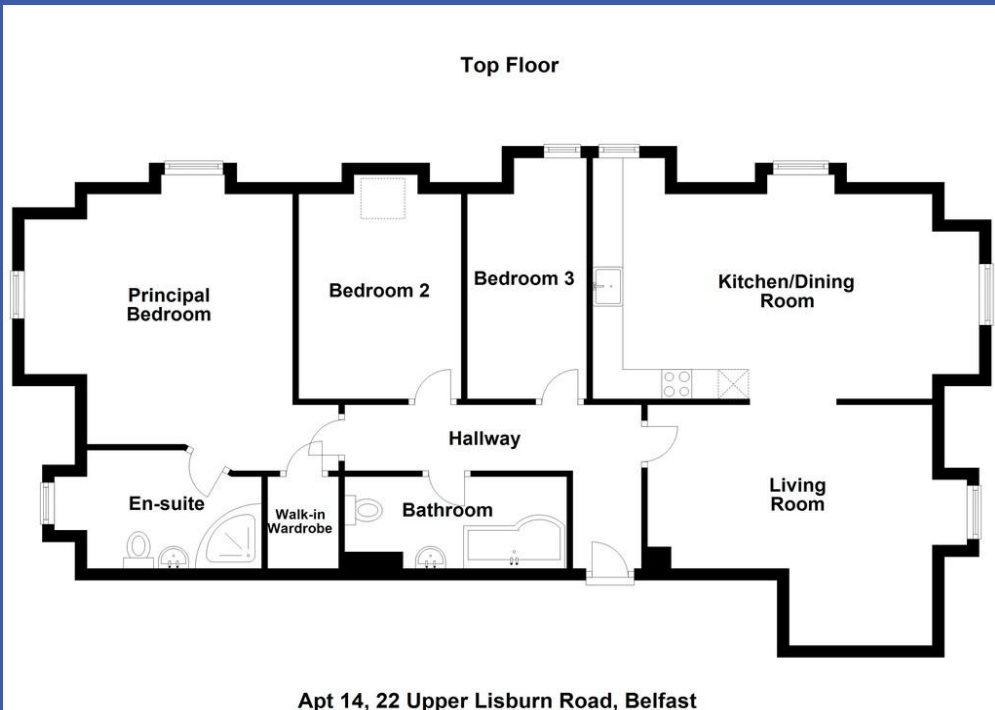 Top Floor
Principal
Bedroom
Bedroom 2
Bedroom 3
Kitchen/Dining
Room
Hallway
En-suite
Walk-in
Wardrobe
Bathroom
Living
Room
Apt 14, 22 Upper Lisburn Road, Belfast